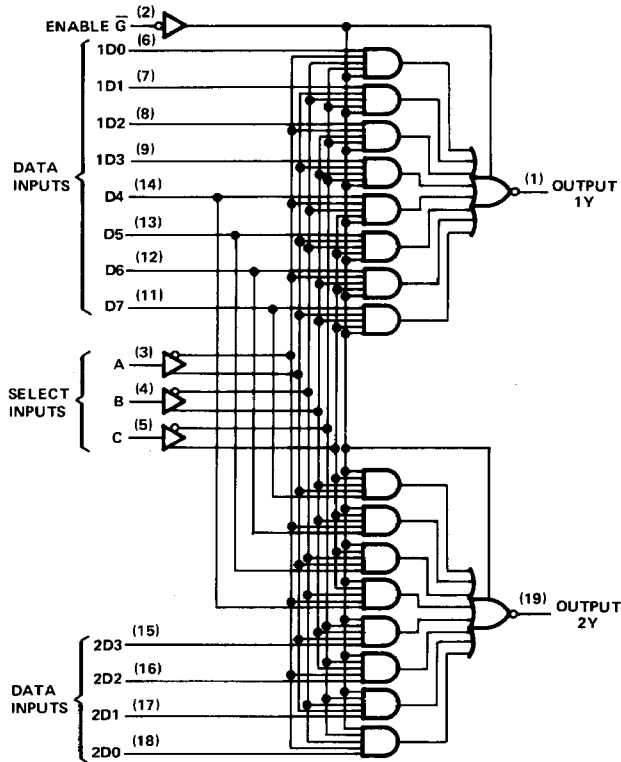 ENABLE G̅ (2)
1D0 (6)
1D1 (7)
1D2 (8)
1D3 (9)
DATA
INPUTS
D4 (14)
D5 (13)
D6 (12)
D7 (11)
(1) OUTPUT
1Y
A (3)
B (4)
C (5)
SELECT
INPUTS
(19) OUTPUT
2Y
2D3 (15)
2D2 (16)
2D1 (17)
2D0 (18)
DATA
INPUTS